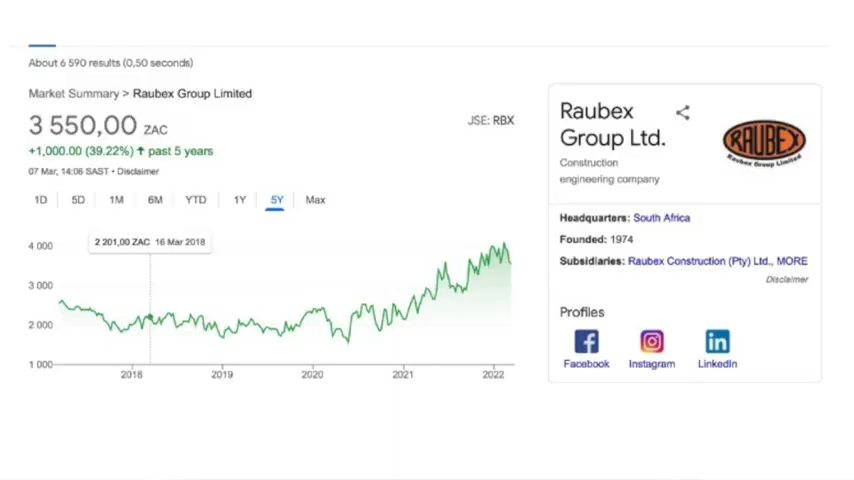 About 6 590 results (0,50 seconds)
Market Summary > Raubex Group Limited
3 550,00 ZAC
JSE: RBX
+1,000.00 (39.22%) ↑ past 5 years
07 Mar, 14:06 SAST • Disclaimer
1D 5D 1M 6M YTD 1Y 5Y Max
2 201,00 ZAC 16 Mar 2018
4 000
3 000
2 000
1 000
2018 2019 2020 2021 2022
Raubex
Group Ltd.
Construction
engineering company
RAUBEX
Raubex Group Limited
Headquarters: South Africa
Founded: 1974
Subsidiaries: Raubex Construction (Pty) Ltd., MORE
Disclaimer
Profiles
Facebook Instagram LinkedIn